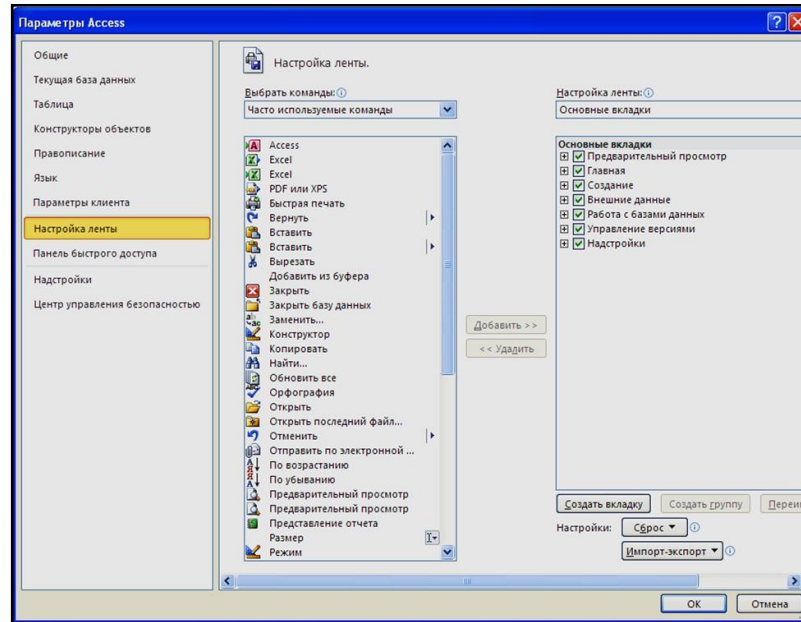 Параметры Access
Общие
Текущая база данных
Таблица
Конструкторы объектов
Правописание
Язык
Параметры клиента
Настройка ленты
Панель быстрого доступа
Надстройки
Центр управления безопасностью
Настройка ленты.
Выбрать команды:
Часто используемые команды
Access
Excel
Excel
PDF или XPS
Быстрая печать
Вернуть
Вставить
Вставить
Вырезать
Добавить из буфера
Закрыть
Закрыть базу данных
Заменить...
Конструктор
Копировать
Найти...
Обновить все
Орфография
Открыть
Открыть последний файл...
Отменить
Отправить по электронной ...
По возрастанию
По убыванию
Предварительный просмотр
Предварительный просмотр
Представление отчета
Размер
Режим
Добавить >>
<< Удалить
Настройка ленты:
Основные вкладки
Основные вкладки
Предварительный просмотр
Главная
Создание
Внешние данные
Работа с базами данных
Управление версиями
Надстройки
Создать вкладку
Создать группу
Настройки:
Сброс
Импорт-экспорт
ОК
Отмена